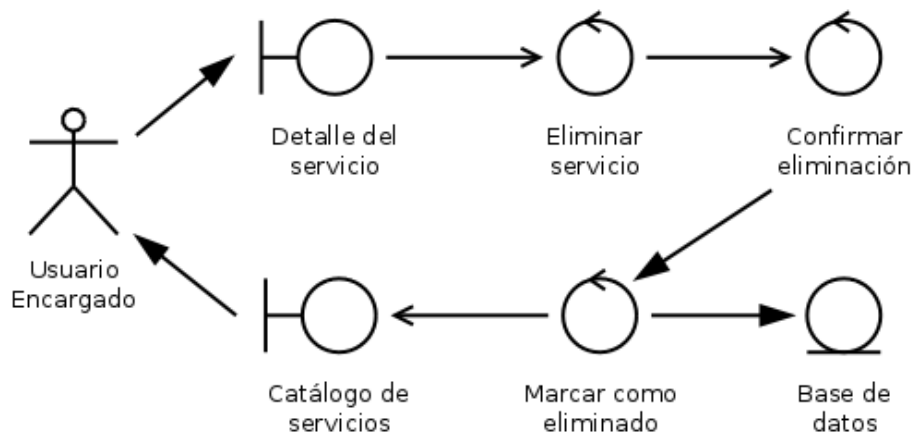 Detalle del
servicio
Eliminar
servicio
Confirmar
eliminación
Usuario
Encargado
Catálogo de
servicios
Marcar como
eliminado
Base de
datos